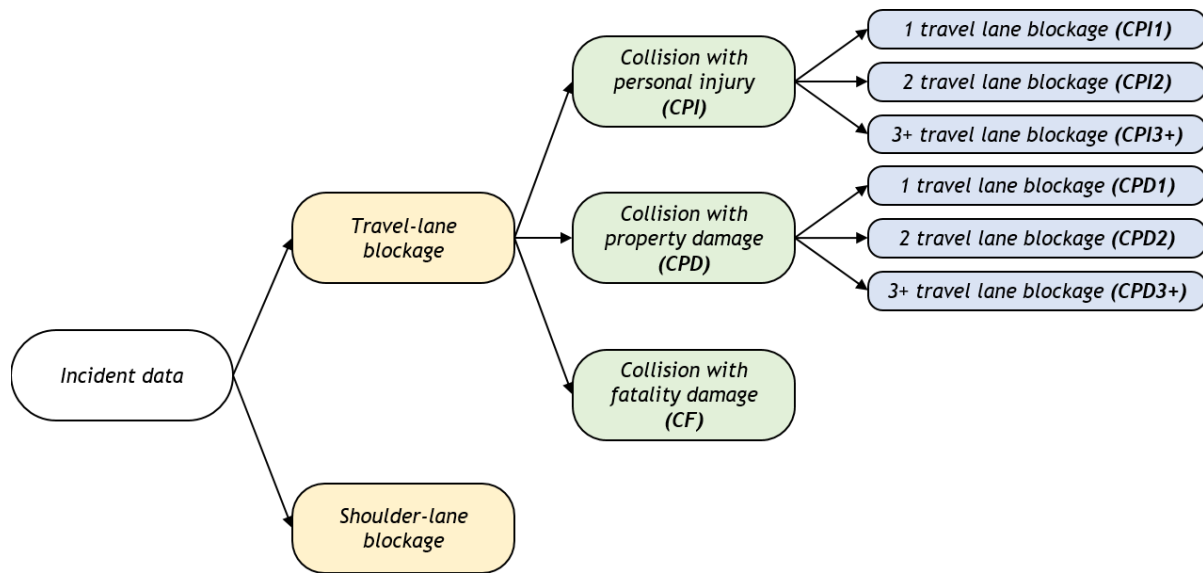 Incident data
Travel-lane
blockage
Shoulder-lane
blockage
Collision with
personal injury
(CPI)
Collision with
property damage
(CPD)
Collision with
fatality damage
(CF)
1 travel lane blockage (CPI1)
2 travel lane blockage (CPI2)
3+ travel lane blockage (CPI3+)
1 travel lane blockage (CPD1)
2 travel lane blockage (CPD2)
3+ travel lane blockage (CPD3+)